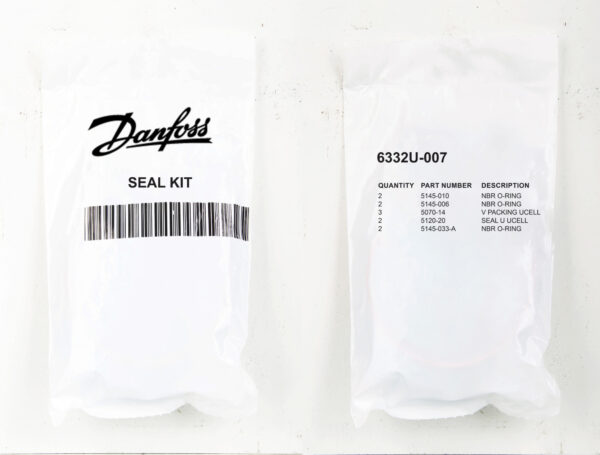 Danfoss
SEAL KIT
6332U-007
QUANTITY PART NUMBER DESCRIPTION
2 5145-010 NBR O-RING
2 5145-006 NBR O-RING
3 5070-14 V PACKING UCELL
2 5120-20 SEAL U UCELL
2 5145-033-A NBR O-RING